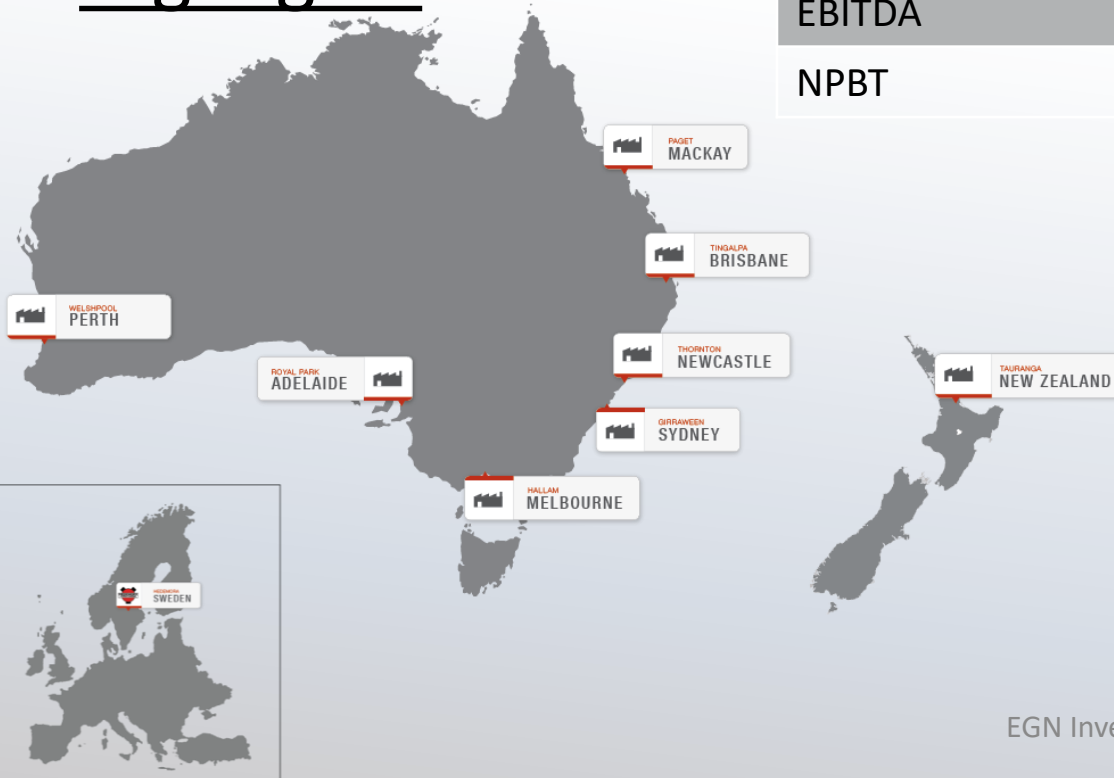 EBITDA
NPBT
PAGET
MACKAY
TINGALPA
BRISBANE
WELSHPOOL
PERTH
THORNTON
NEWCASTLE
ROYAL PARK
ADELAIDE
TAURANGA
NEW ZEALAND
GIRRAWEEN
SYDNEY
HALLAM
MELBOURNE
HEDEMORA
SWEDEN
EGN Inve